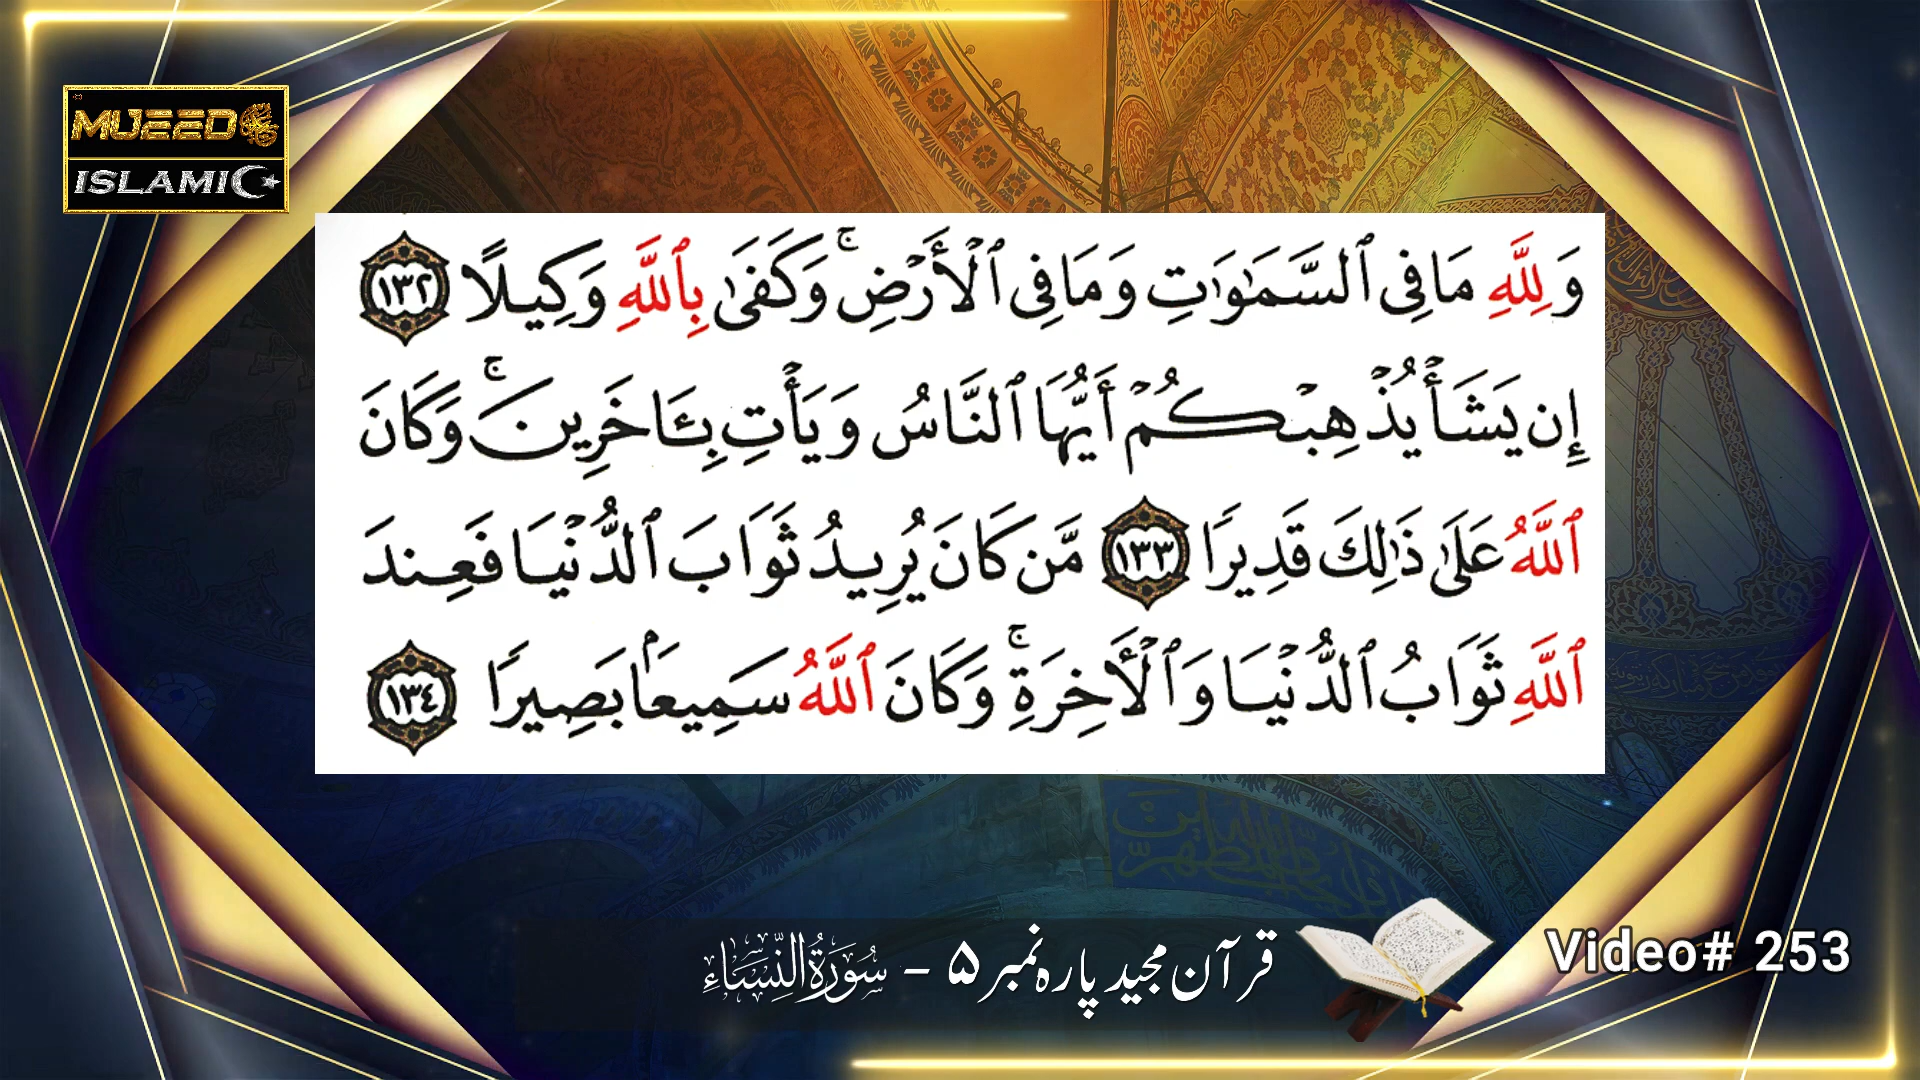 MUEED
ISLAMIC
وَلِلَّهِ مَا فِى ٱلسَّمَٰوَٰتِ وَمَا فِى ٱلْأَرْضِ ۚ وَكَفَىٰ بِٱللَّهِ وَكِيلًا ١٣٢
إِن يَشَأْ يُذْهِبْكُمْ أَيُّهَا ٱلنَّاسُ وَيَأْتِ بِـَٔاخَرِينَ ۚ وَكَانَ
ٱللَّهُ عَلَىٰ ذَٰلِكَ قَدِيرًا ١٣٣ مَّن كَانَ يُرِيدُ ثَوَابَ ٱلدُّنْيَا فَعِندَ
ٱللَّهِ ثَوَابُ ٱلدُّنْيَا وَٱلْأَخِرَةِ ۚ وَكَانَ ٱللَّهُ سَمِيعَۢا بَصِيرًا ١٣٤
قرآن مجید پارہ نمبر ۵ - سُورَةُ النِّسَاء
Video# 253